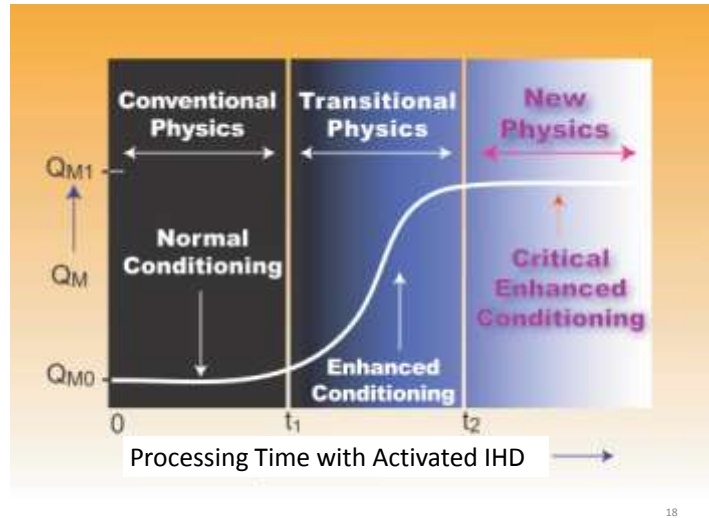 Conventional
Physics
Transitional
Physics
New
Physics
QM1
Normal
Conditioning
QM
Critical
Enhanced
Conditioning
QM0
Enhanced
Conditioning
0
t1
t2
Processing Time with Activated IHD
18